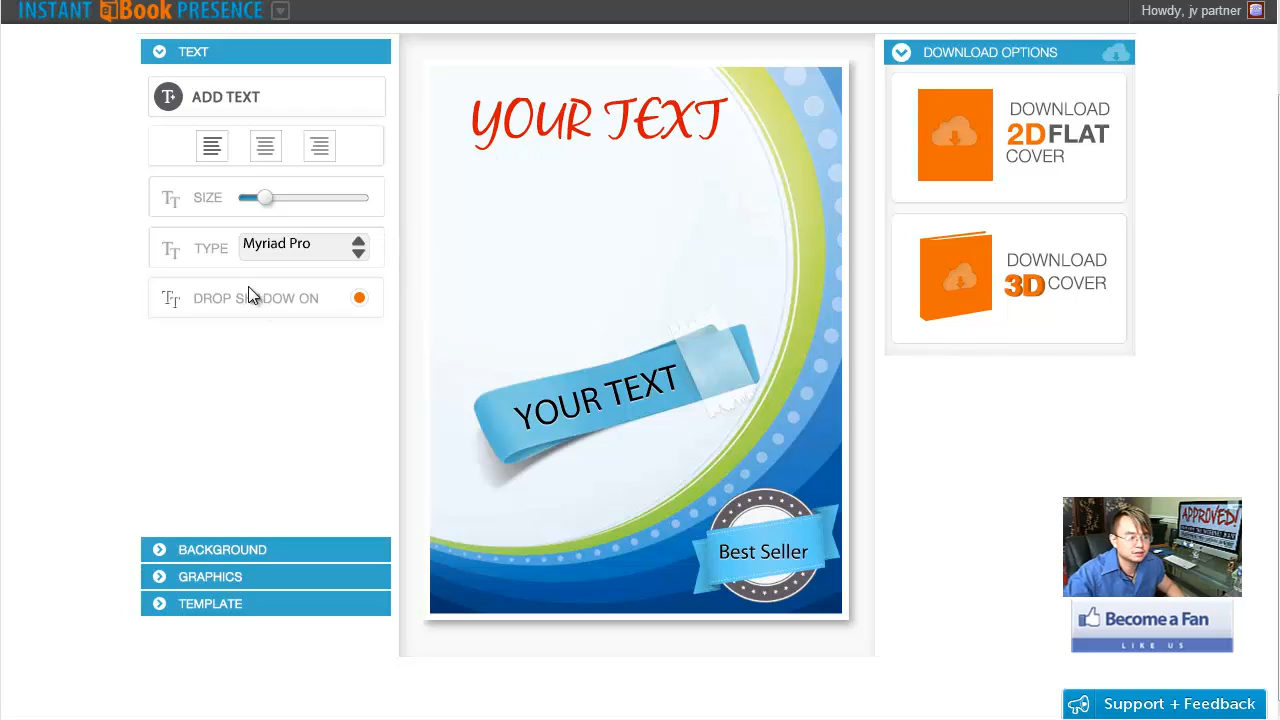 INSTANT eBook PRESENCE
Howdy, jv partner
TEXT
ADD TEXT
SIZE
TYPE
Myriad Pro
DROP SHADOW ON
BACKGROUND
GRAPHICS
TEMPLATE
YOUR TEXT
YOUR TEXT
Best Seller
DOWNLOAD OPTIONS
DOWNLOAD
2D FLAT
COVER
DOWNLOAD
3D COVER
APPROVED!
Become a Fan
LIKE US
Support + Feedback